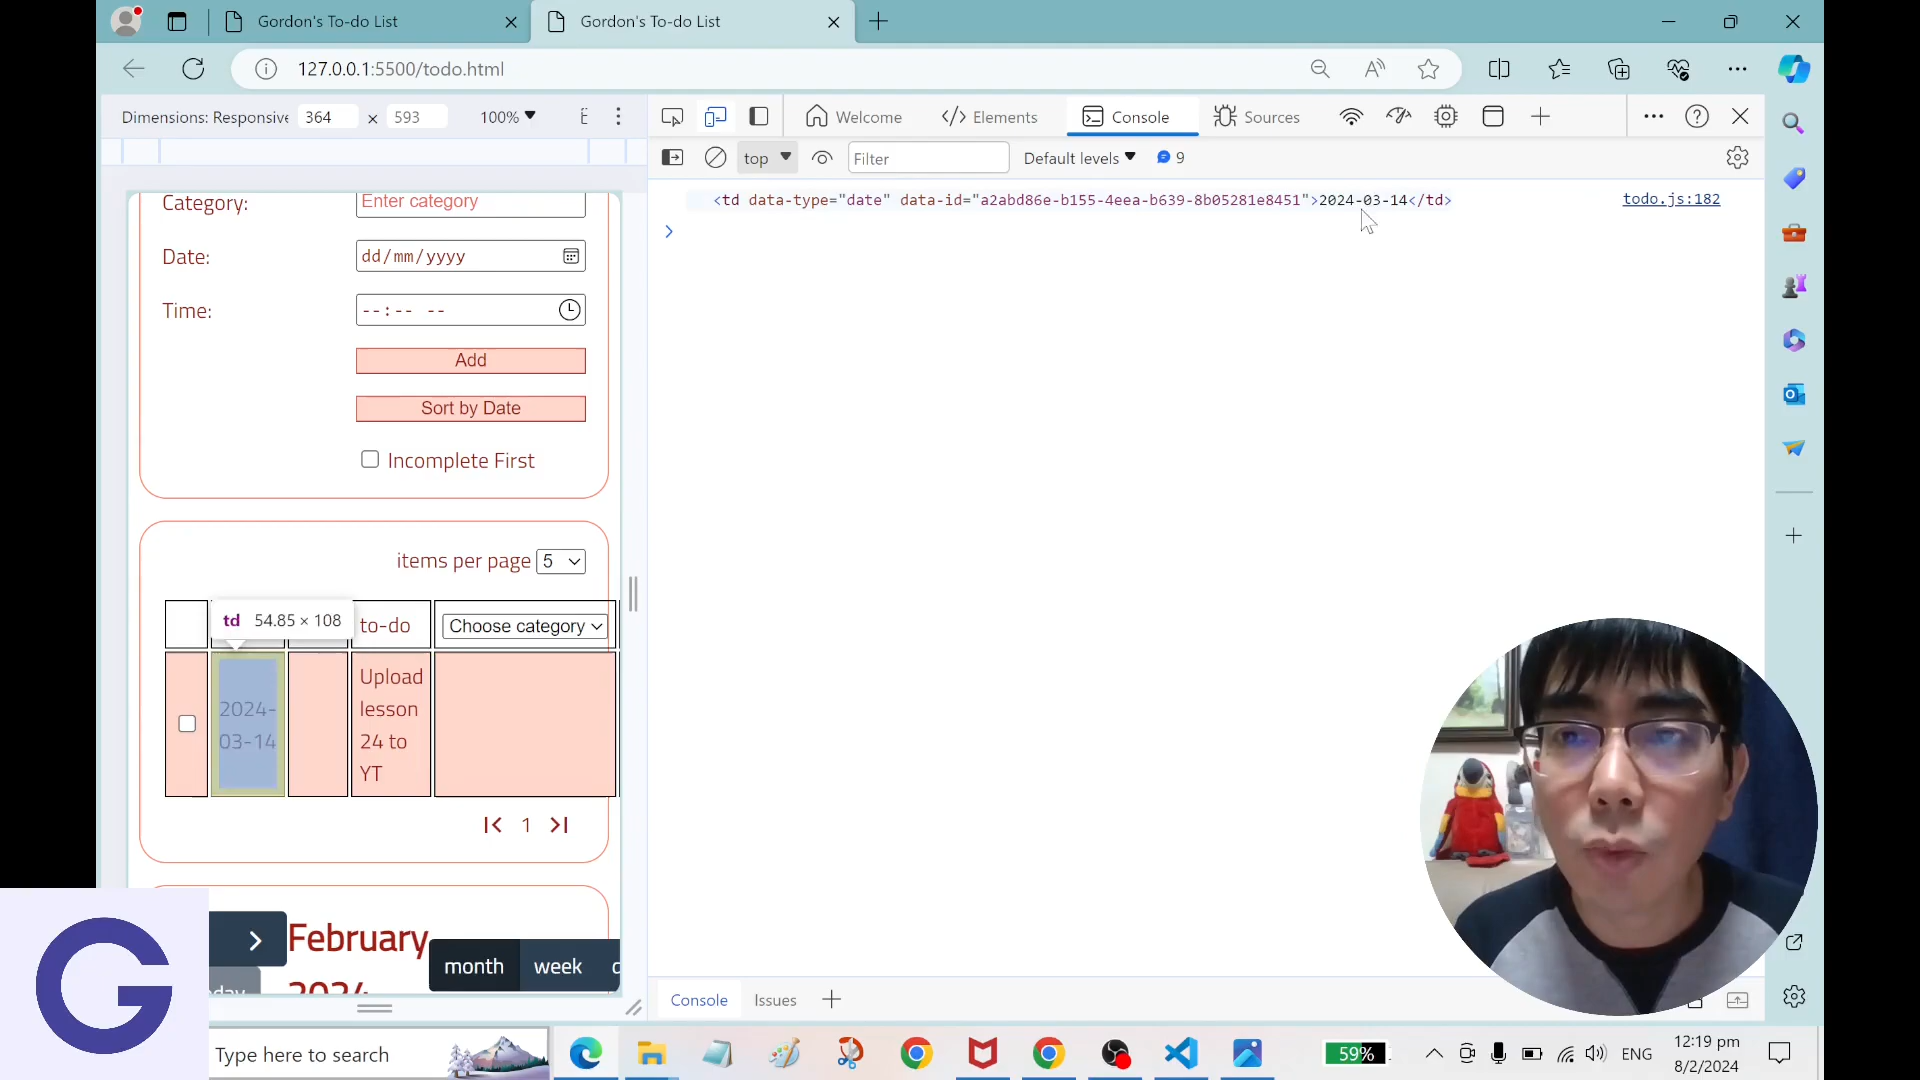 Gordon's To-do List
Gordon's To-do List
127.0.0.1:5500/todo.html
Dimensions: Responsive 364 × 593 100%
Welcome
Elements
Console
Sources
top
Filter
Default levels
9
<td data-type="date" data-id="a2abd86e-b155-4eea-b639-8b05281e8451">2024-03-14</td>
todo.js:182
Category:
Enter category
Date:
dd/mm/yyyy
Time:
--:-- --
Add
Sort by Date
Incomplete First
items per page 5
td 54.85 × 108
to-do
Choose category
2024-
03-14
Upload
lesson
24 to
YT
1
February
2024
month
week
Console
Issues
G
Type here to search
59%
ENG
12:19 pm
8/2/2024